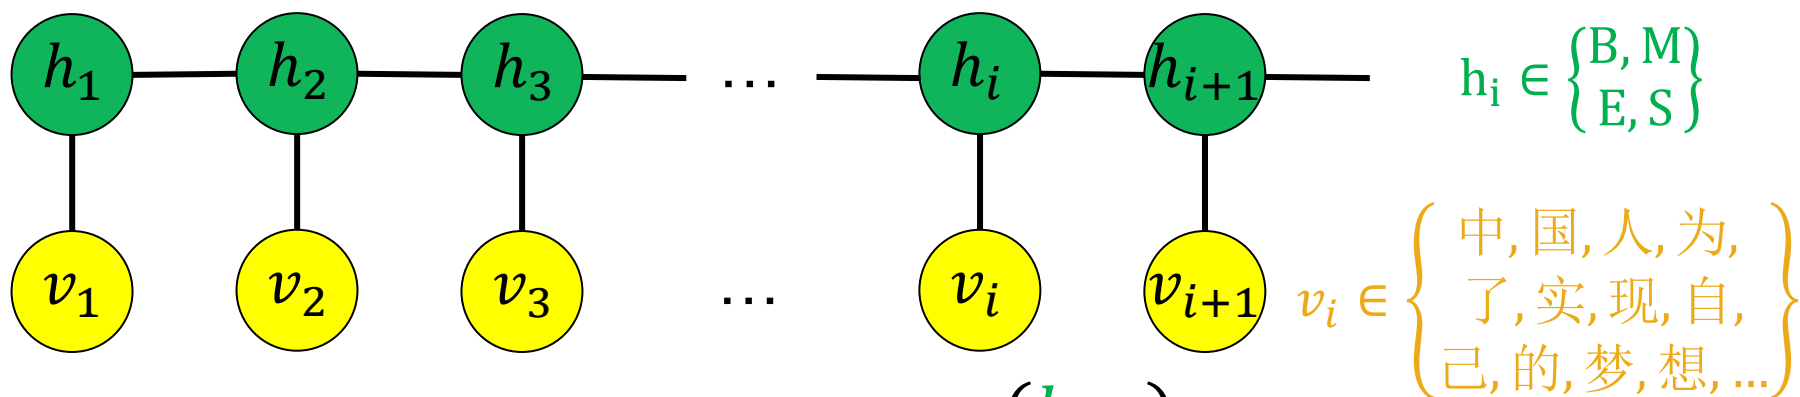 h₁ h₂ h₃ … hᵢ hᵢ₊₁
hᵢ ∈ {B, M
E, S}
v₁ v₂ v₃ … vᵢ vᵢ₊₁
vᵢ ∈ {中, 国, 人, 为,
了, 实, 现, 自,
己, 的, 梦, 想, …}